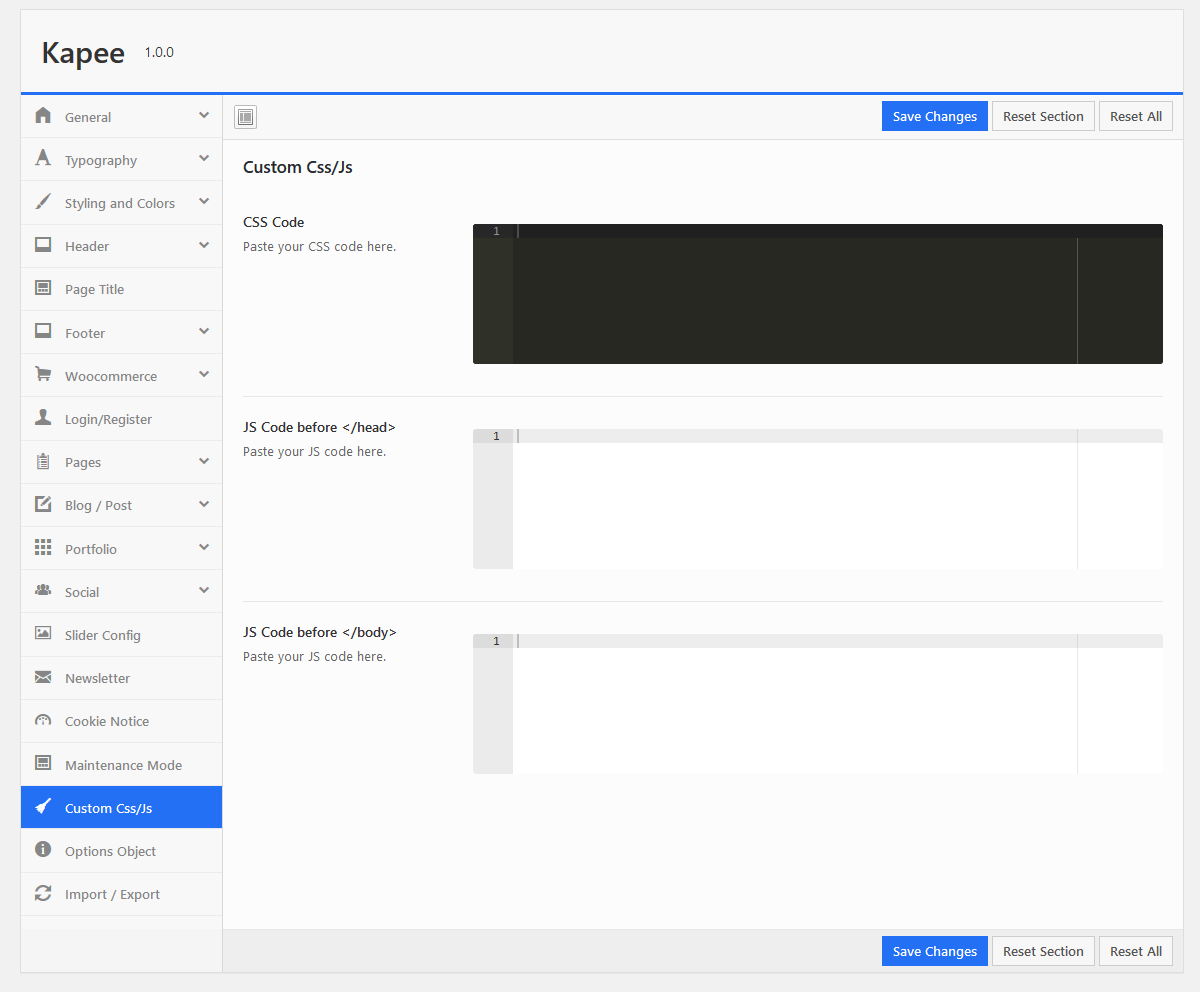 Kapee 1.0.0
General
Typography
Styling and Colors
Header
Page Title
Footer
Woocommerce
Login/Register
Pages
Blog / Post
Portfolio
Social
Slider Config
Newsletter
Cookie Notice
Maintenance Mode
Custom Css/Js
Options Object
Import / Export
Save Changes Reset Section Reset All
Custom Css/Js
CSS Code
Paste your CSS code here.
1
JS Code before </head>
Paste your JS code here.
1
JS Code before </body>
Paste your JS code here.
1
Save Changes Reset Section Reset All